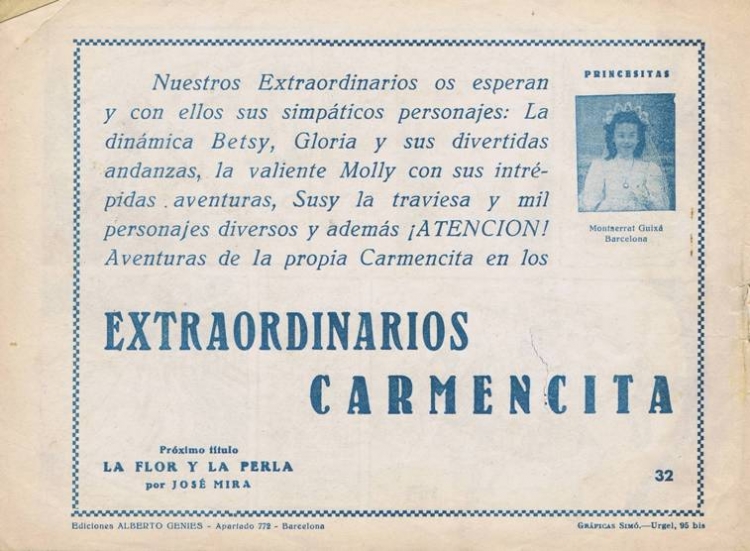 Nuestros Extraordinarios os esperan
y con ellos sus simpáticos personajes: La
dinámica Betsy, Gloria y sus divertidas
andanzas, la valiente Molly con sus intré-
pidas aventuras, Susy la traviesa y mil
personajes diversos y además ¡ATENCION!
Aventuras de la propia Carmencita en los
PRINCESITAS
Montserrat Guixá
Barcelona
EXTRAORDINARIOS
CARMENCITA
Próximo título
LA FLOR Y LA PERLA
por JOSÉ MIRA
32
Ediciones ALBERTO GENIES - Apartado 772 - Barcelona
GRÁFICAS SIMÓ.—Urgel, 95 bis